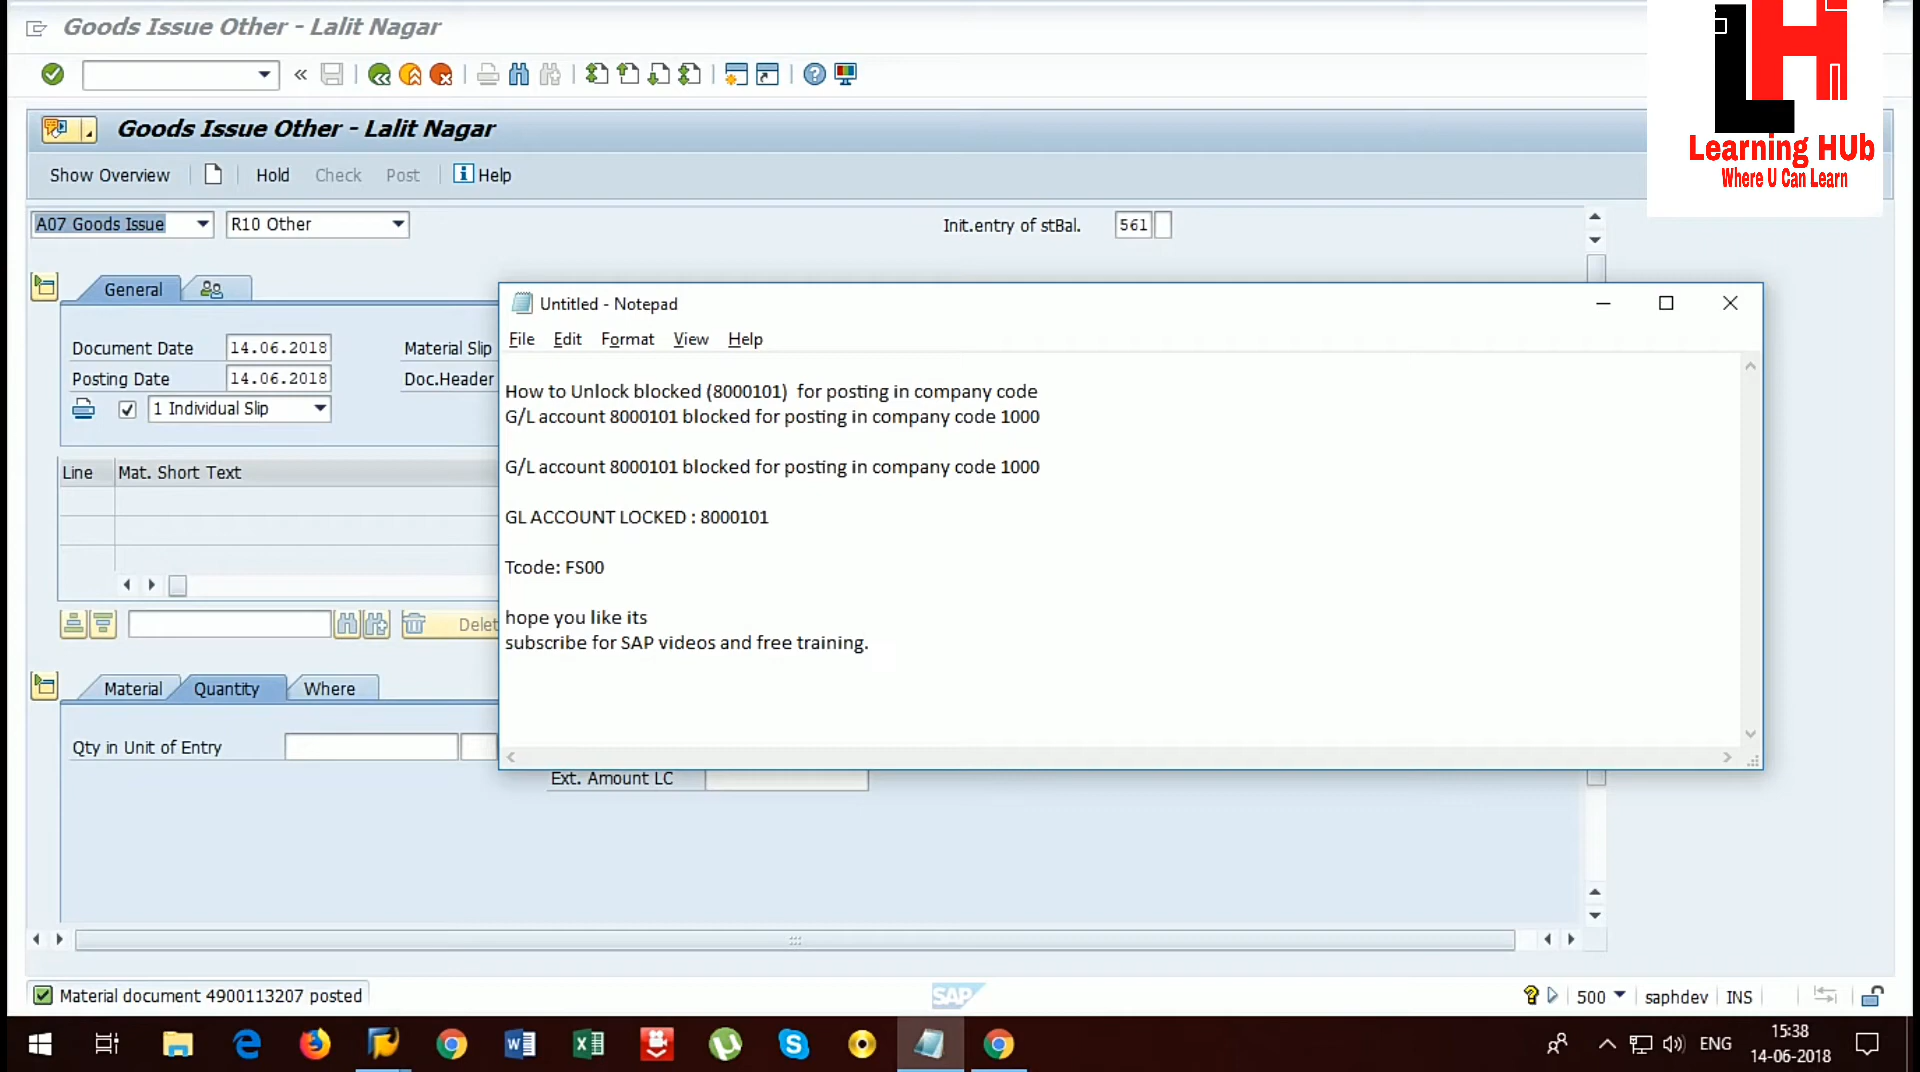 Goods Issue Other - Lalit Nagar
Goods Issue Other - Lalit Nagar
LH
Learning HUb
Where U Can Learn
Show Overview Hold Check Post Help
A07 Goods Issue R10 Other Init.entry of stBal. 561
General
Document Date 14.06.2018 Material Slip
Posting Date 14.06.2018 Doc.Header
1 Individual Slip
Line Mat. Short Text
Delet
Material Quantity Where
Qty in Unit of Entry
Ext. Amount LC
Untitled - Notepad
File Edit Format View Help
How to Unlock blocked (8000101) for posting in company code
G/L account 8000101 blocked for posting in company code 1000
G/L account 8000101 blocked for posting in company code 1000
GL ACCOUNT LOCKED : 8000101
Tcode: FS00
hope you like its
subscribe for SAP videos and free training.
Material document 4900113207 posted
SAP
500 saphdev INS
ENG
15:38
14-06-2018